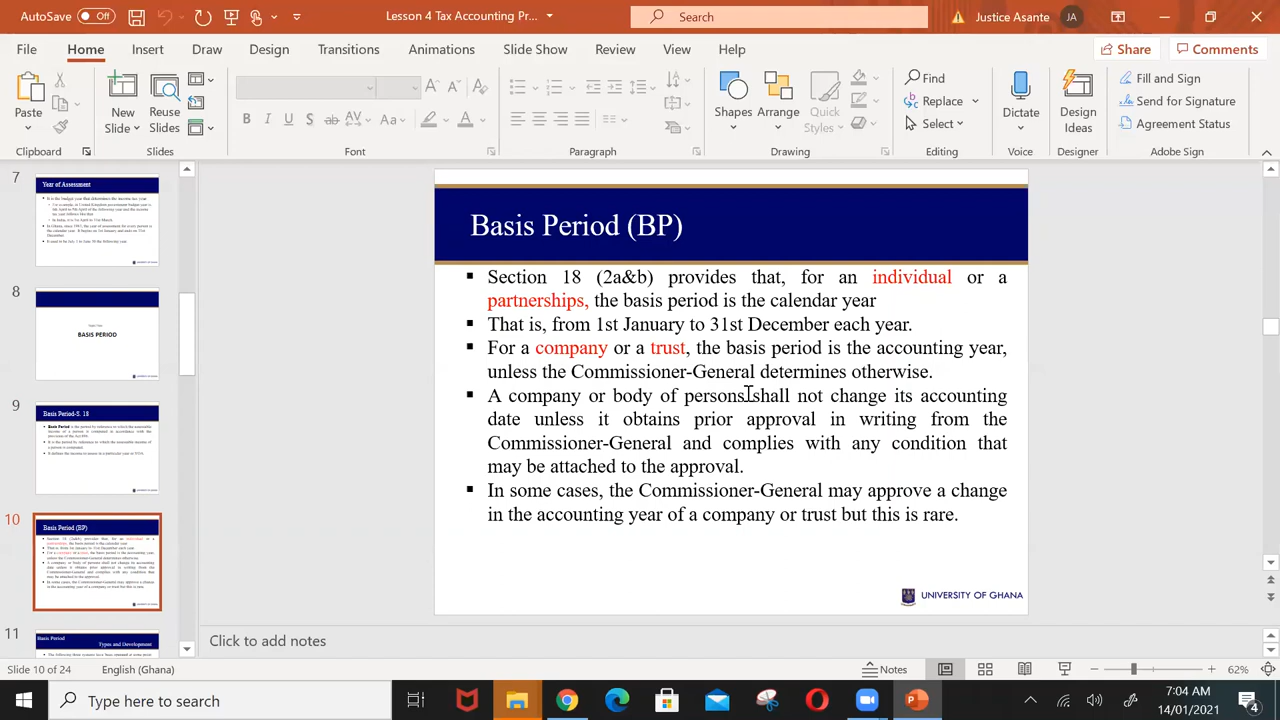 AutoSave Off
Lesson 4 Tax Accountin...
Search
Justice Asante
JA
File Home Insert Draw Design Transitions Animations Slide Show Review View Help
Share Comments
Paste
New
Slide
Reuse
Slides
Shapes Arrange Quick
Styles
Find
Replace
Select
Dictate
Design
Ideas
Fill and Sign
Send for Signature
Agreement Status
Clipboard Slides Font Paragraph Drawing Editing Voice Designer Adobe Sign
7
Year of Assessment
8
BASIS PERIOD
9
Basis Period-S. 18
10
Basis Period (BP)
11
Basis Period
Types and Development
Basis Period (BP)
▪ Section 18 (2a&b) provides that, for an individual or a
partnerships, the basis period is the calendar year
▪ That is, from 1st January to 31st December each year.
▪ For a company or a trust, the basis period is the accounting year,
unless the Commissioner-General determines otherwise.
▪ A company or body of persons shall not change its accounting
date unless it obtains prior approval in writing from the
Commissioner-General and comply with any condition that
may be attached to the approval.
▪ In some cases, the Commissioner-General may approve a change
in the accounting year of a company or trust but this is rare.
UNIVERSITY OF GHANA
Click to add notes
Slide 10 of 24 English (Ghana) Notes 62%
Type here to search
7:04 AM
14/01/2021
4